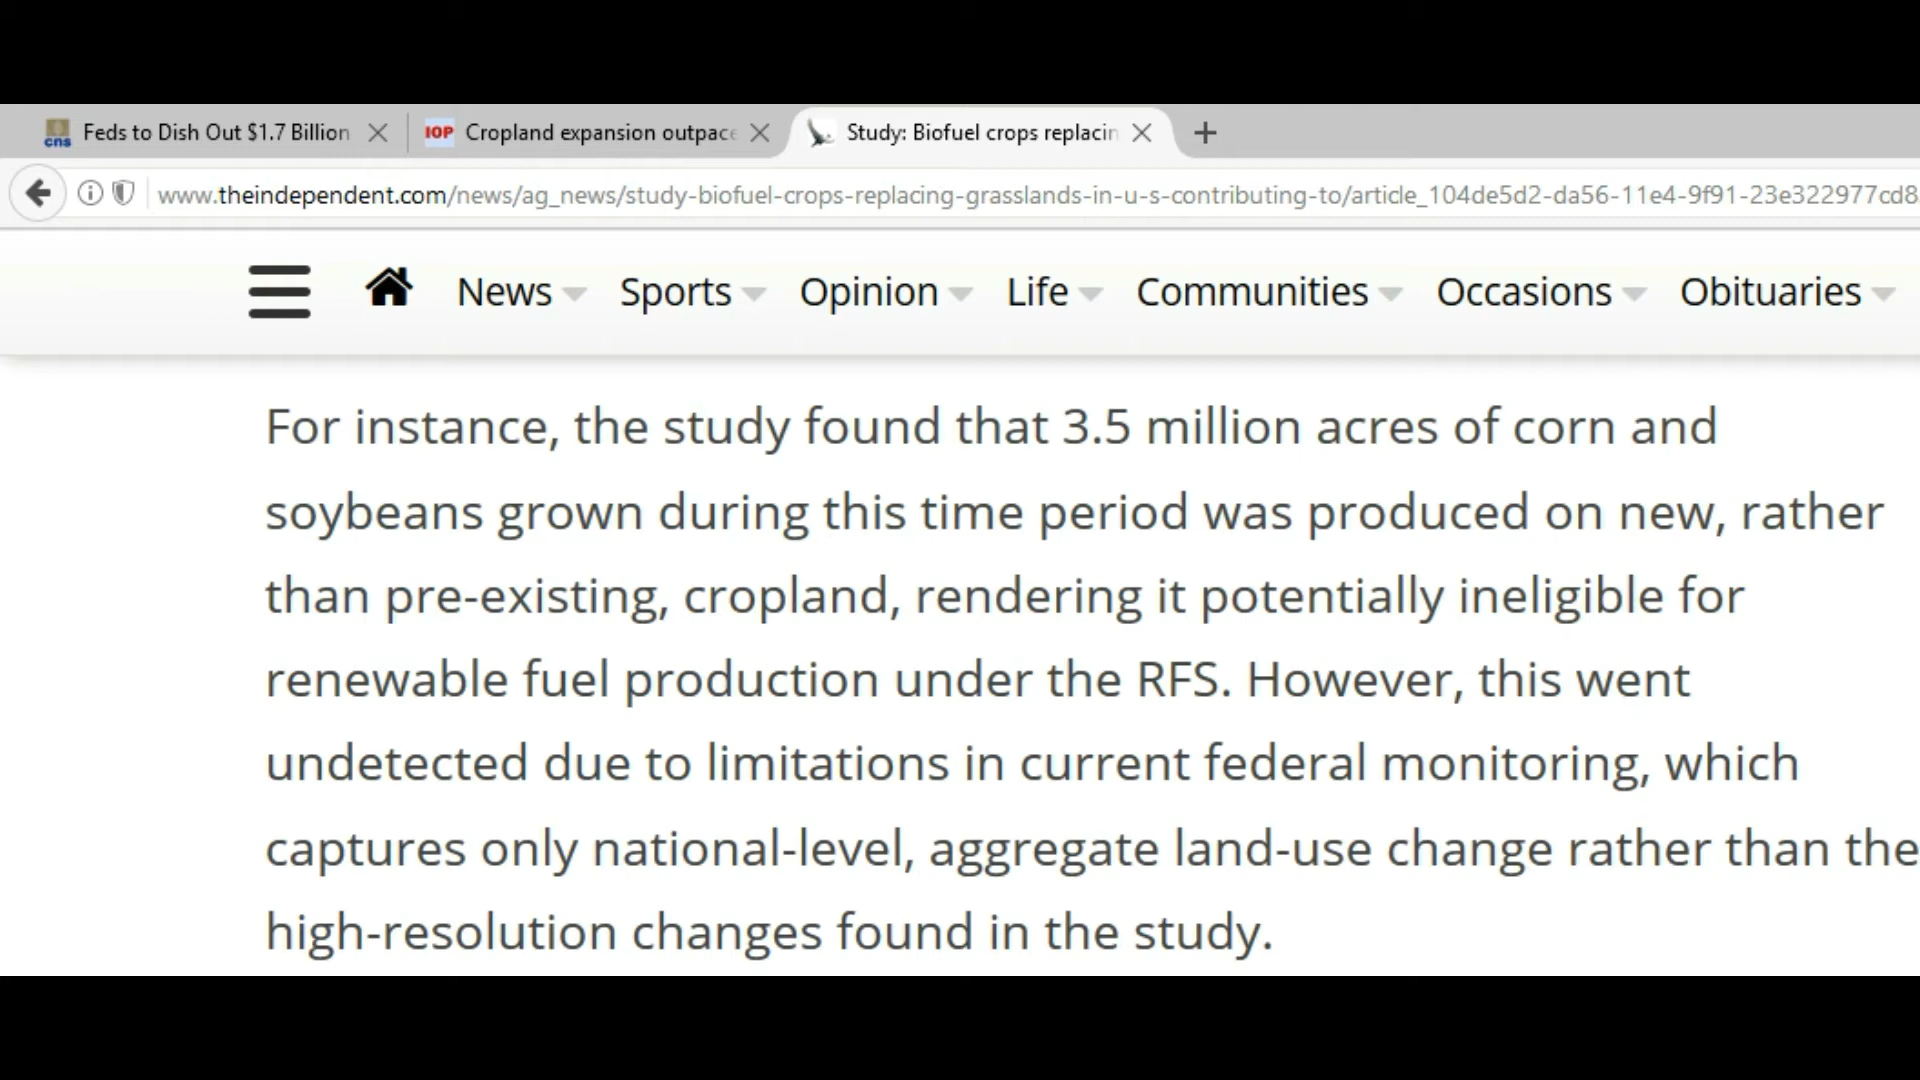 cns Feds to Dish Out $1.7 Billion IOP Cropland expansion outpace Study: Biofuel crops replacin
www.theindependent.com/news/ag_news/study-biofuel-crops-replacing-grasslands-in-u-s-contributing-to/article_104de5d2-da56-11e4-9f91-23e322977cd8
News Sports Opinion Life Communities Occasions Obituaries
For instance, the study found that 3.5 million acres of corn and
soybeans grown during this time period was produced on new, rather
than pre-existing, cropland, rendering it potentially ineligible for
renewable fuel production under the RFS. However, this went
undetected due to limitations in current federal monitoring, which
captures only national-level, aggregate land-use change rather than the
high-resolution changes found in the study.